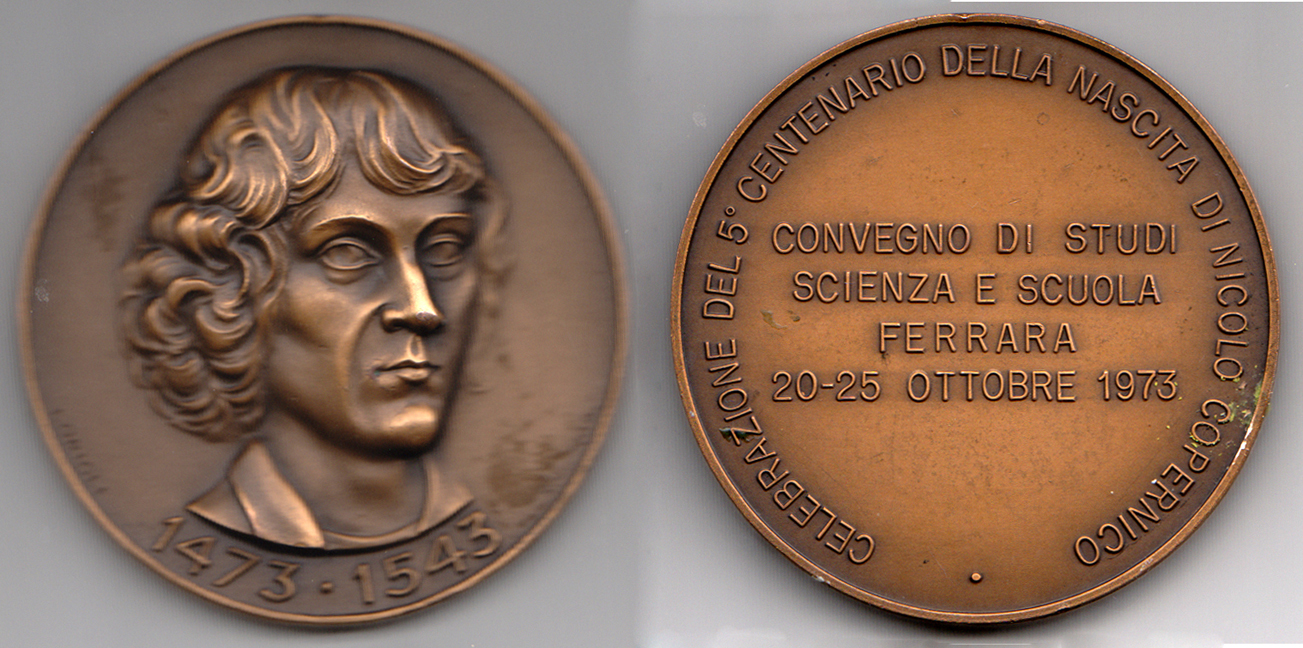 1473 · 1543
CELEBRAZIONE DEL 5° CENTENARIO DELLA NASCITA DI NICOLO COPERNICO
CONVEGNO DI STUDI
SCIENZA E SCUOLA
FERRARA
20-25 OTTOBRE 1973